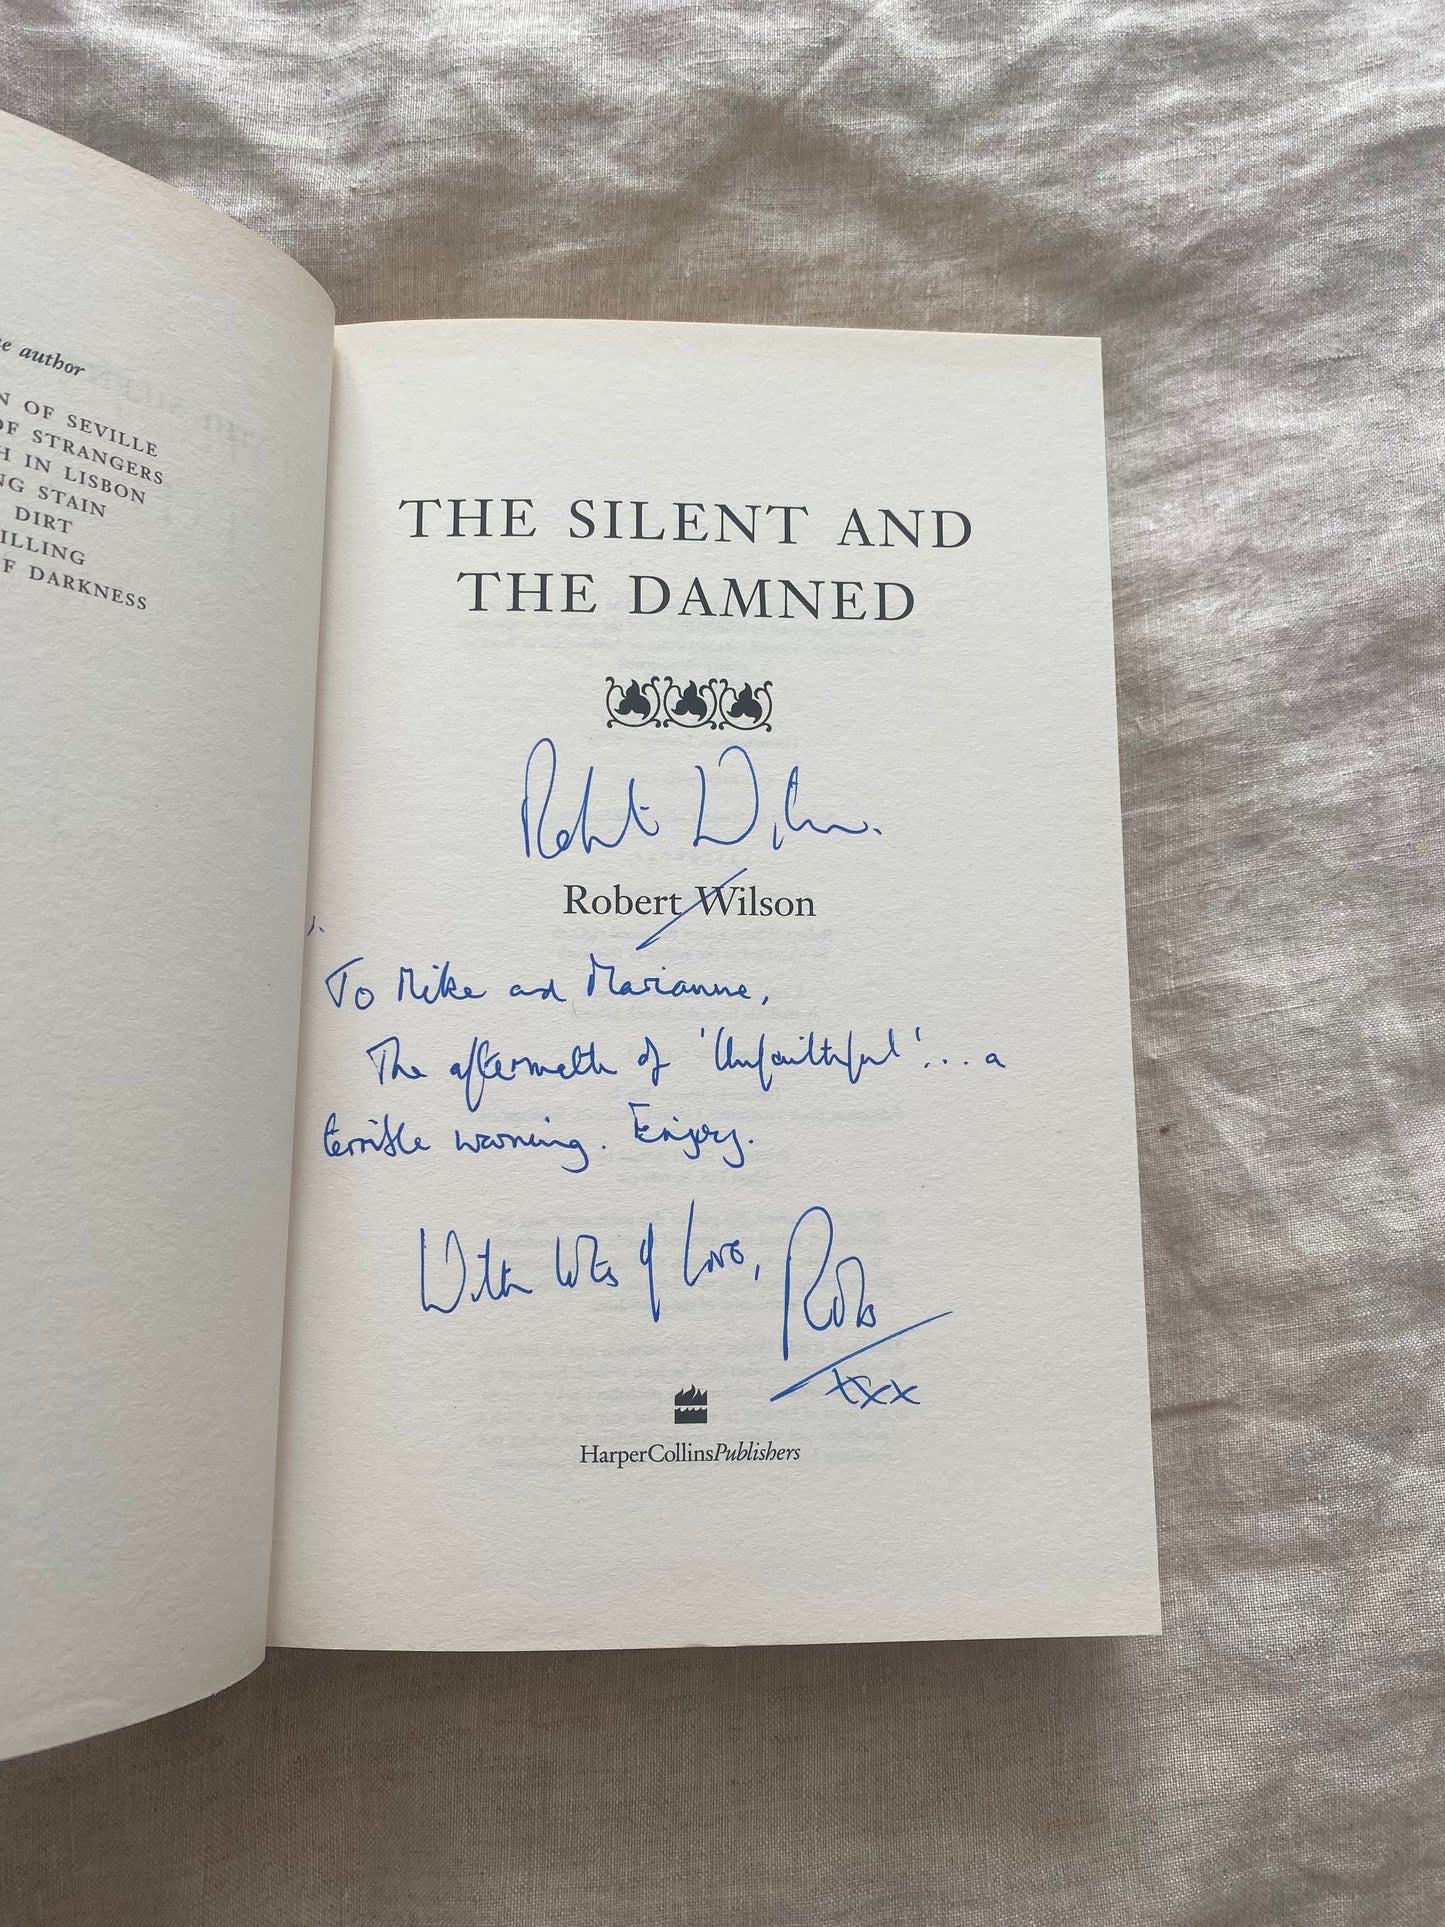 e author
N OF SEVILLE
OF STRANGERS
H IN LISBON
NG STAIN
DIRT
ILLING
F DARKNESS
THE SILENT AND
THE DAMNED
Robert Wilson.
Robert Wilson
To Mike and Marianne,
The aftermath of 'Unfaithful'... a
terrible warning. Enjoy.
With lots of love, Rob
xxx
HarperCollinsPublishers